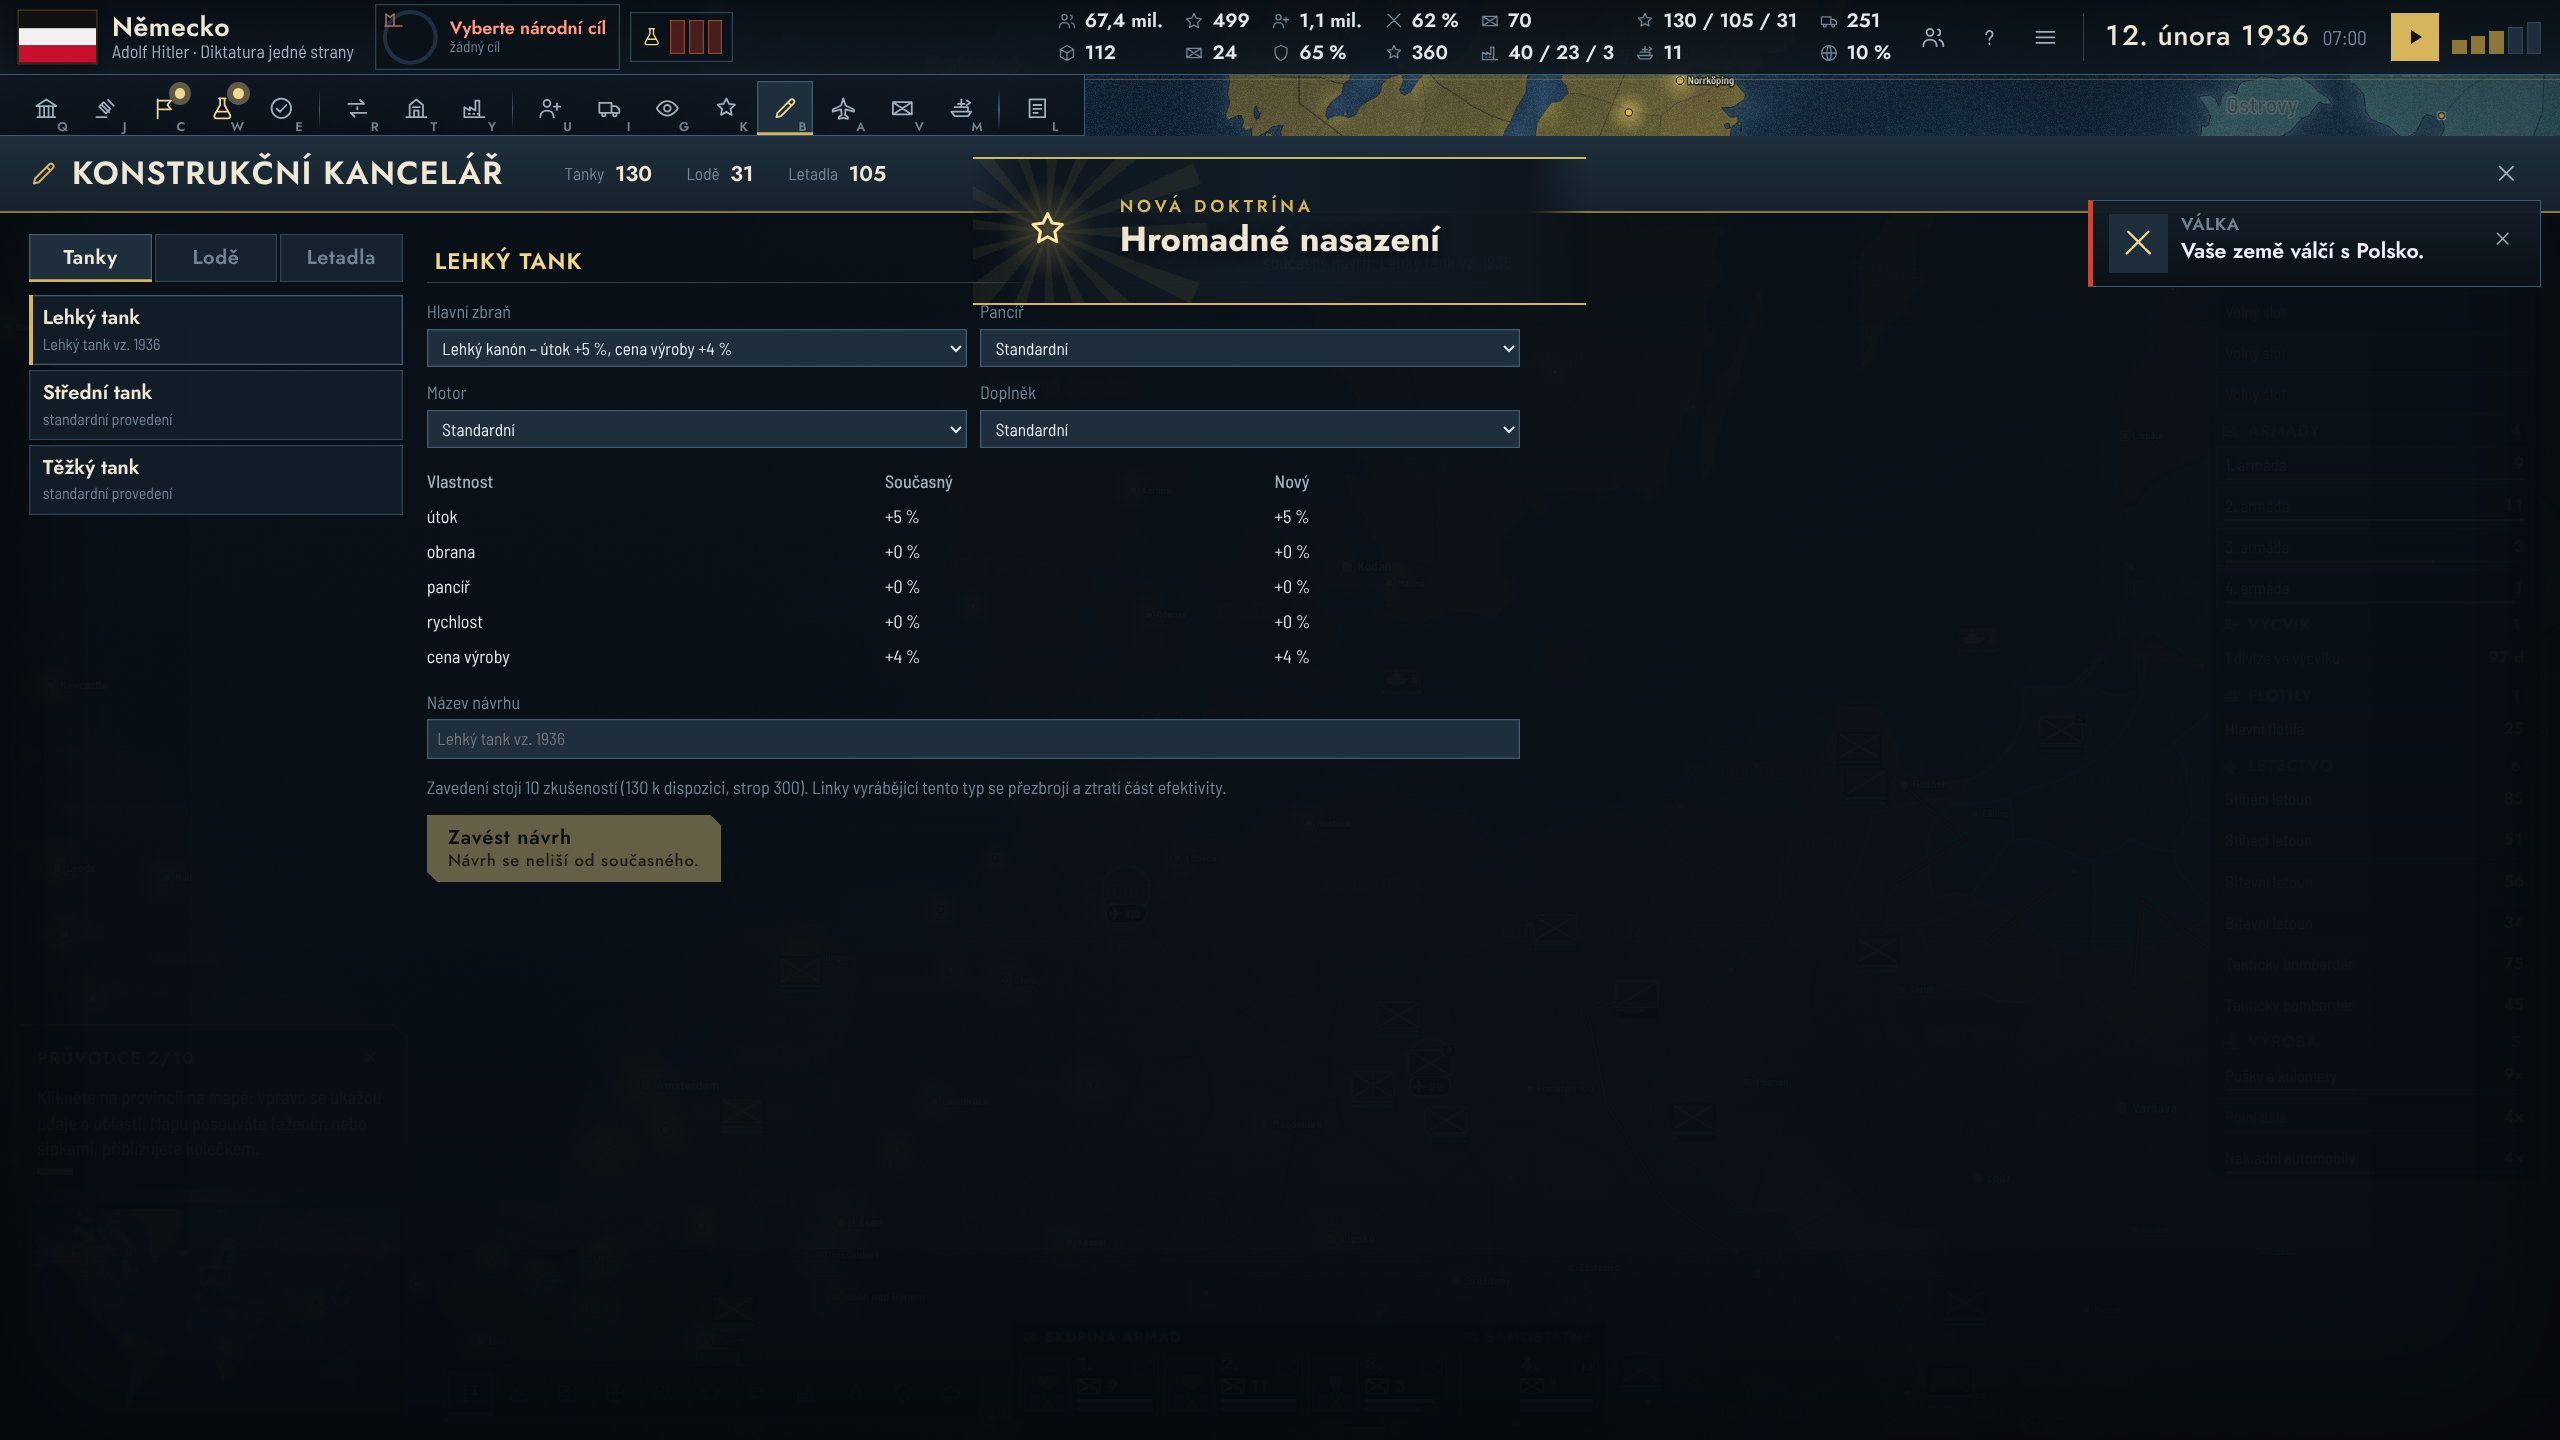 Německo
Adolf Hitler · Diktatura jedné strany
Vyberte národní cíl
žádný cíl
67,4 mil. 499 1,1 mil. 62 % 70 130 / 105 / 31 251
112 24 65 % 360 40 / 23 / 3 11 10 %
?
12. února 1936 07:00
Q J C W E R T Y U I G K B A V M L
Norrköping
Ostrovy
KONSTRUKČNÍ KANCELÁŘ
Tanky 130 Lodě 31 Letadla 105
NOVÁ DOKTRÍNA
Hromadné nasazení
VÁLKA
Vaše země válčí s Polsko.
Tanky Lodě Letadla
Lehký tank
Lehký tank vz. 1936
Střední tank
standardní provedení
Těžký tank
standardní provedení
LEHKÝ TANK
Hlavní zbraň Pancíř
Lehký kanón – útok +5 %, cena výroby +4 % Standardní
Motor Doplněk
Standardní Standardní
Vlastnost Současný Nový
útok +5 % +5 %
obrana +0 % +0 %
pancíř +0 % +0 %
rychlost +0 % +0 %
cena výroby +4 % +4 %
Název návrhu
Lehký tank vz. 1936
Zavedení stojí 10 zkušeností (130 k dispozici, strop 300). Linky vyrábějící tento typ se přezbrojí a ztratí část efektivity.
Zavést návrh
Návrh se neliší od současného.
PRŮVODCE 2/10